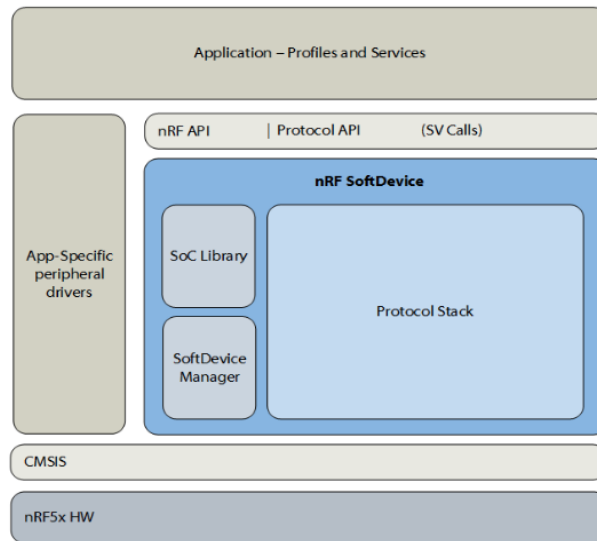 Application – Profiles and Services
nRF API | Protocol API (SV Calls)
nRF SoftDevice
App-Specific
peripheral
drivers
SoC Library
SoftDevice
Manager
Protocol Stack
CMSIS
nRF5x HW